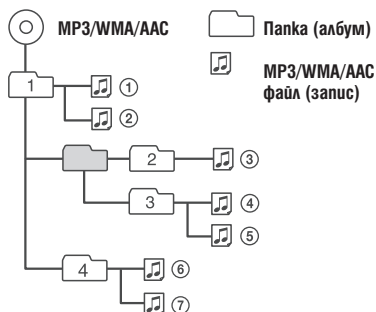 MP3/WMA/AAC
Папка (албум)
MP3/WMA/AAC
файл (запис)
1
①
②
2
③
3
④
⑤
4
⑥
⑦